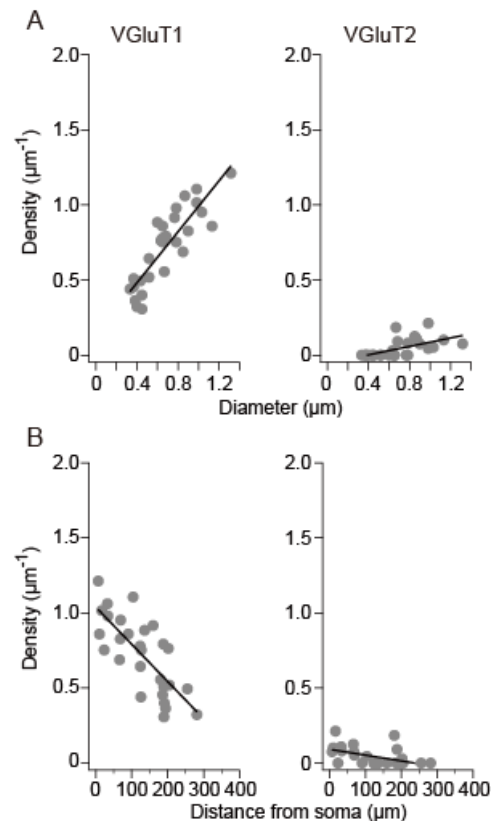 A
VGluT1 VGluT2
2.0 2.0
1.5 1.5
1.0 1.0
0.5 0.5
0 0
Density (µm⁻¹)
0 0.4 0.8 1.2 0 0.4 0.8 1.2
Diameter (µm)
B
2.0 2.0
1.5 1.5
1.0 1.0
0.5 0.5
0 0
Density (µm⁻¹)
0 100 200 300 400 0 100 200 300 400
Distance from soma (µm)